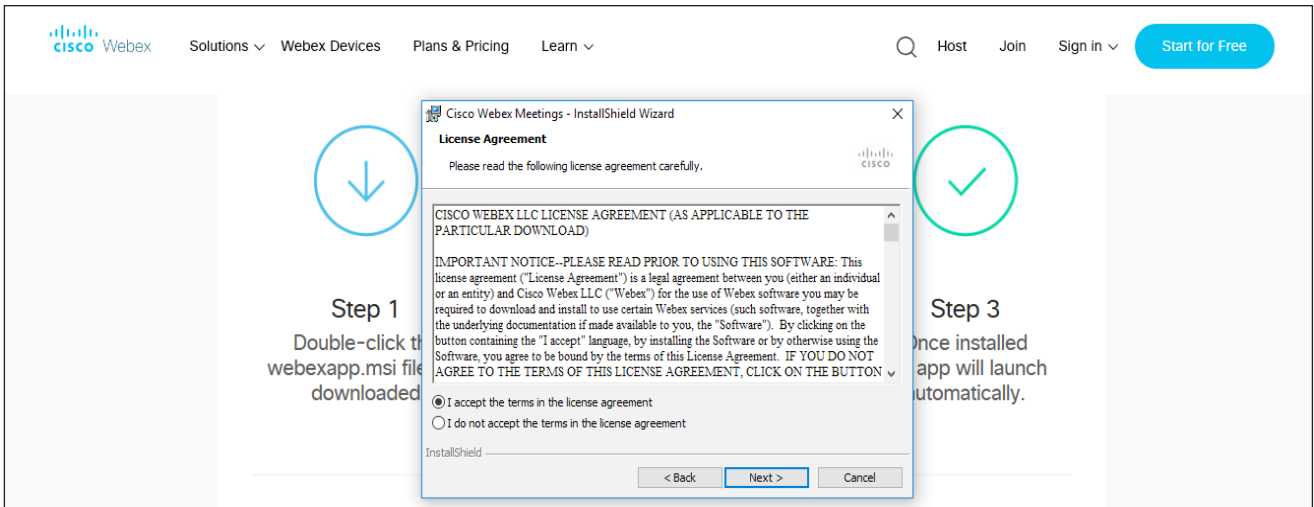 cisco Webex Solutions Webex Devices Plans & Pricing Learn Host Join Sign in Start for Free
Cisco Webex Meetings - InstallShield Wizard
License Agreement
Please read the following license agreement carefully.
CISCO
CISCO WEBEX LLC LICENSE AGREEMENT (AS APPLICABLE TO THE
PARTICULAR DOWNLOAD)
IMPORTANT NOTICE--PLEASE READ PRIOR TO USING THIS SOFTWARE: This
license agreement ("License Agreement") is a legal agreement between you (either an individual
or an entity) and Cisco Webex LLC ("Webex") for the use of Webex software you may be
required to download and install to use certain Webex services (such software, together with
the underlying documentation if made available to you, the "Software"). By clicking on the
button containing the "I accept" language, by installing the Software or by otherwise using the
Software, you agree to be bound by the terms of this License Agreement. IF YOU DO NOT
AGREE TO THE TERMS OF THIS LICENSE AGREEMENT, CLICK ON THE BUTTON
I accept the terms in the license agreement
I do not accept the terms in the license agreement
InstallShield
< Back Next > Cancel
Step 1
Double-click
webexapp.msi
downloaded
Step 3
installed
app will launch